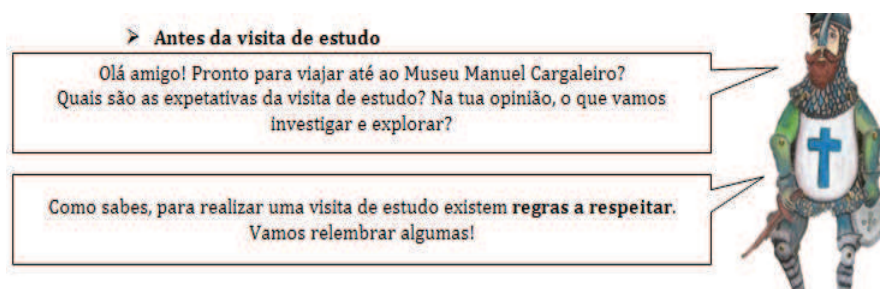 ➢ Antes da visita de estudo
Olá amigo! Pronto para viajar até ao Museu Manuel Cargaleiro?
Quais são as expetativas da visita de estudo? Na tua opinião, o que vamos
investigar e explorar?
Como sabes, para realizar uma visita de estudo existem regras a respeitar.
Vamos relembrar algumas!